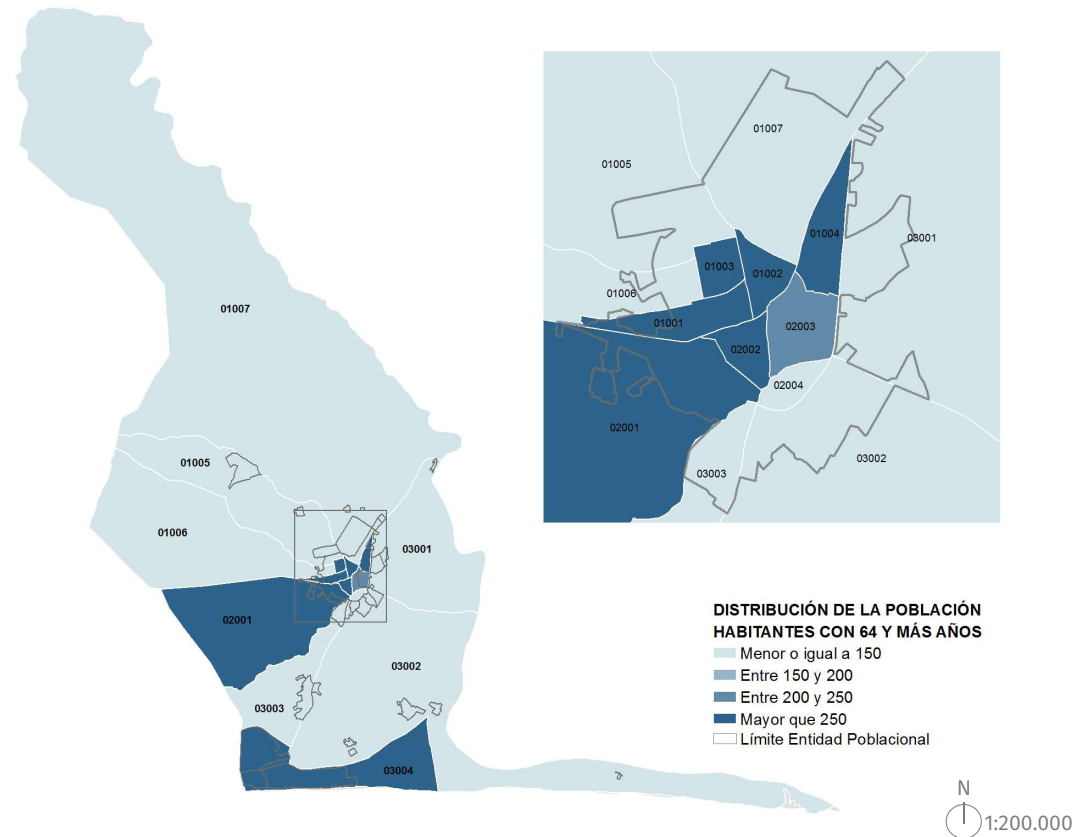 01007
01005
01007
01005
03001
01004
01003
01002
01006
01001
02003
02002
02004
02001
03002
03003
01006
03001
02001
03002
03003
03004
DISTRIBUCIÓN DE LA POBLACIÓN
HABITANTES CON 64 Y MÁS AÑOS
Menor o igual a 150
Entre 150 y 200
Entre 200 y 250
Mayor que 250
Límite Entidad Poblacional
N
1:200.000